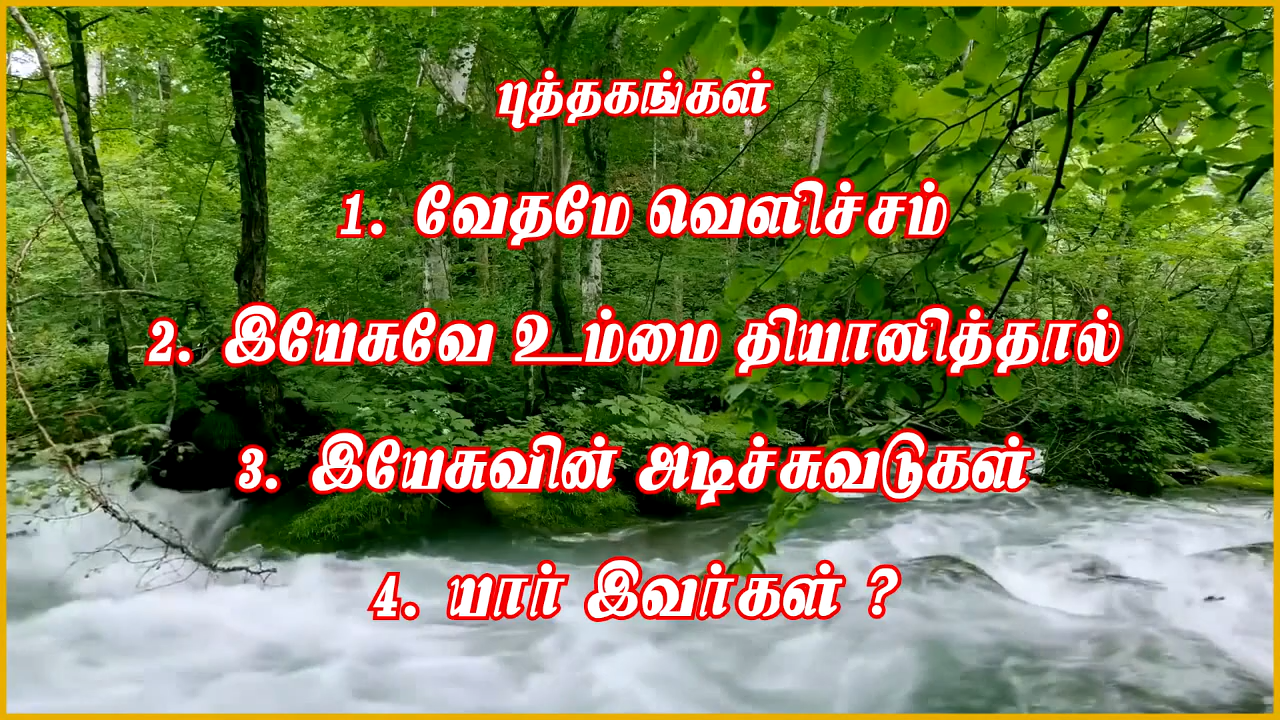 புத்தகங்கள்
1. வேதமே வெளிச்சம்
2. இயேசுவே உம்மை தியானித்தால்
3. இயேசுவின் அடிச்சுவடுகள்
4. யார் இவர்கள் ?